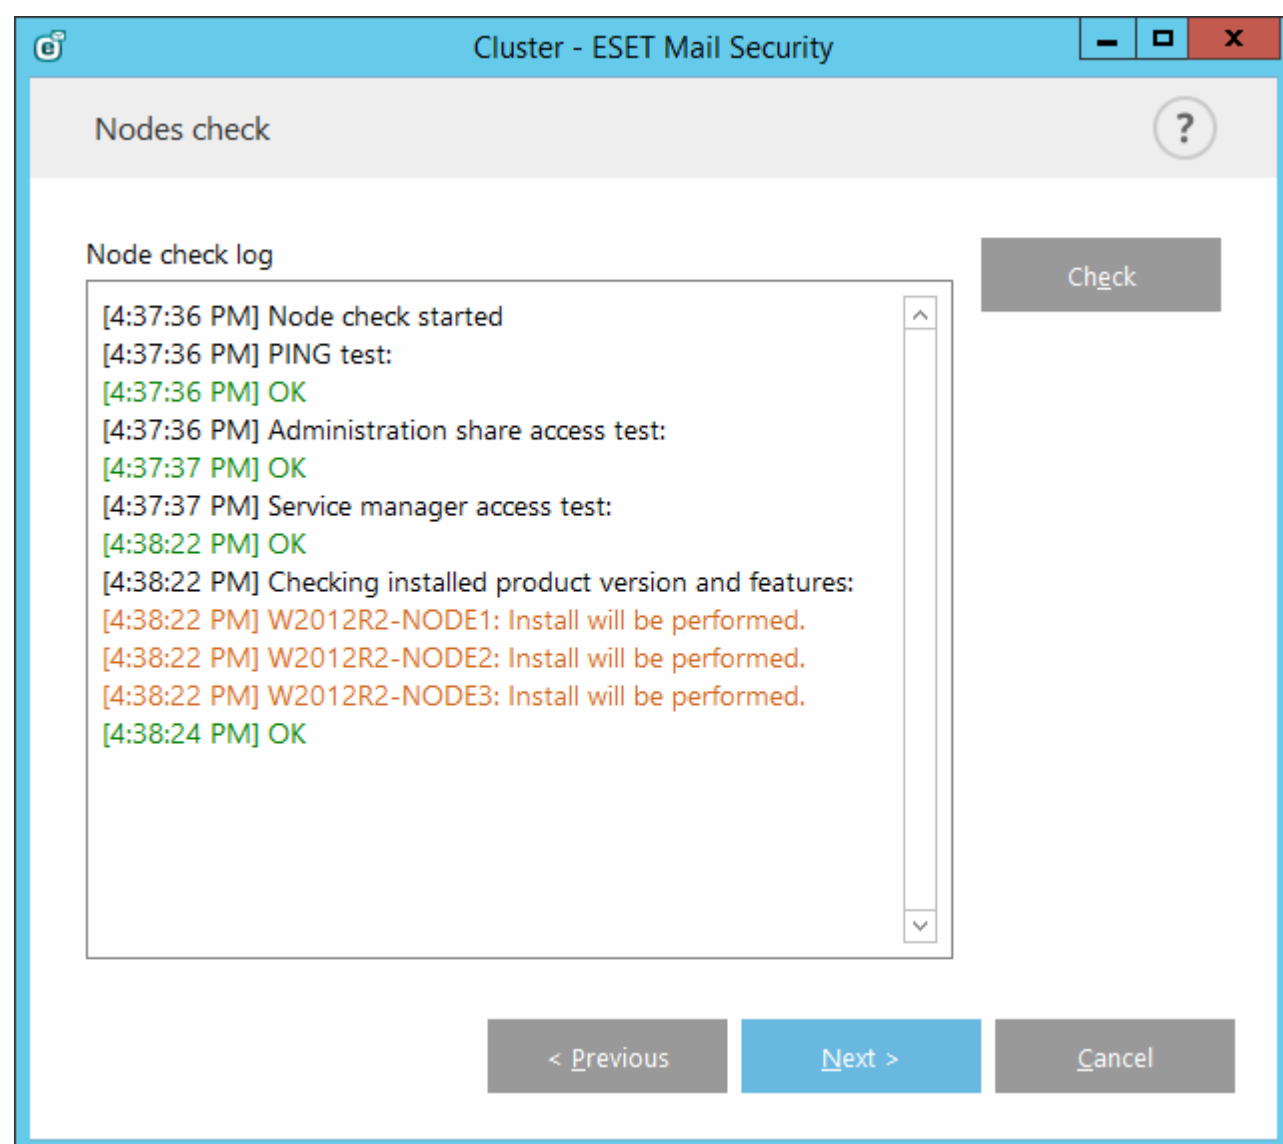 Cluster - ESET Mail Security
Nodes check
?
Node check log
Check
[4:37:36 PM] Node check started
[4:37:36 PM] PING test:
[4:37:36 PM] OK
[4:37:36 PM] Administration share access test:
[4:37:37 PM] OK
[4:37:37 PM] Service manager access test:
[4:38:22 PM] OK
[4:38:22 PM] Checking installed product version and features:
[4:38:22 PM] W2012R2-NODE1: Install will be performed.
[4:38:22 PM] W2012R2-NODE2: Install will be performed.
[4:38:22 PM] W2012R2-NODE3: Install will be performed.
[4:38:24 PM] OK
< Previous
Next >
Cancel